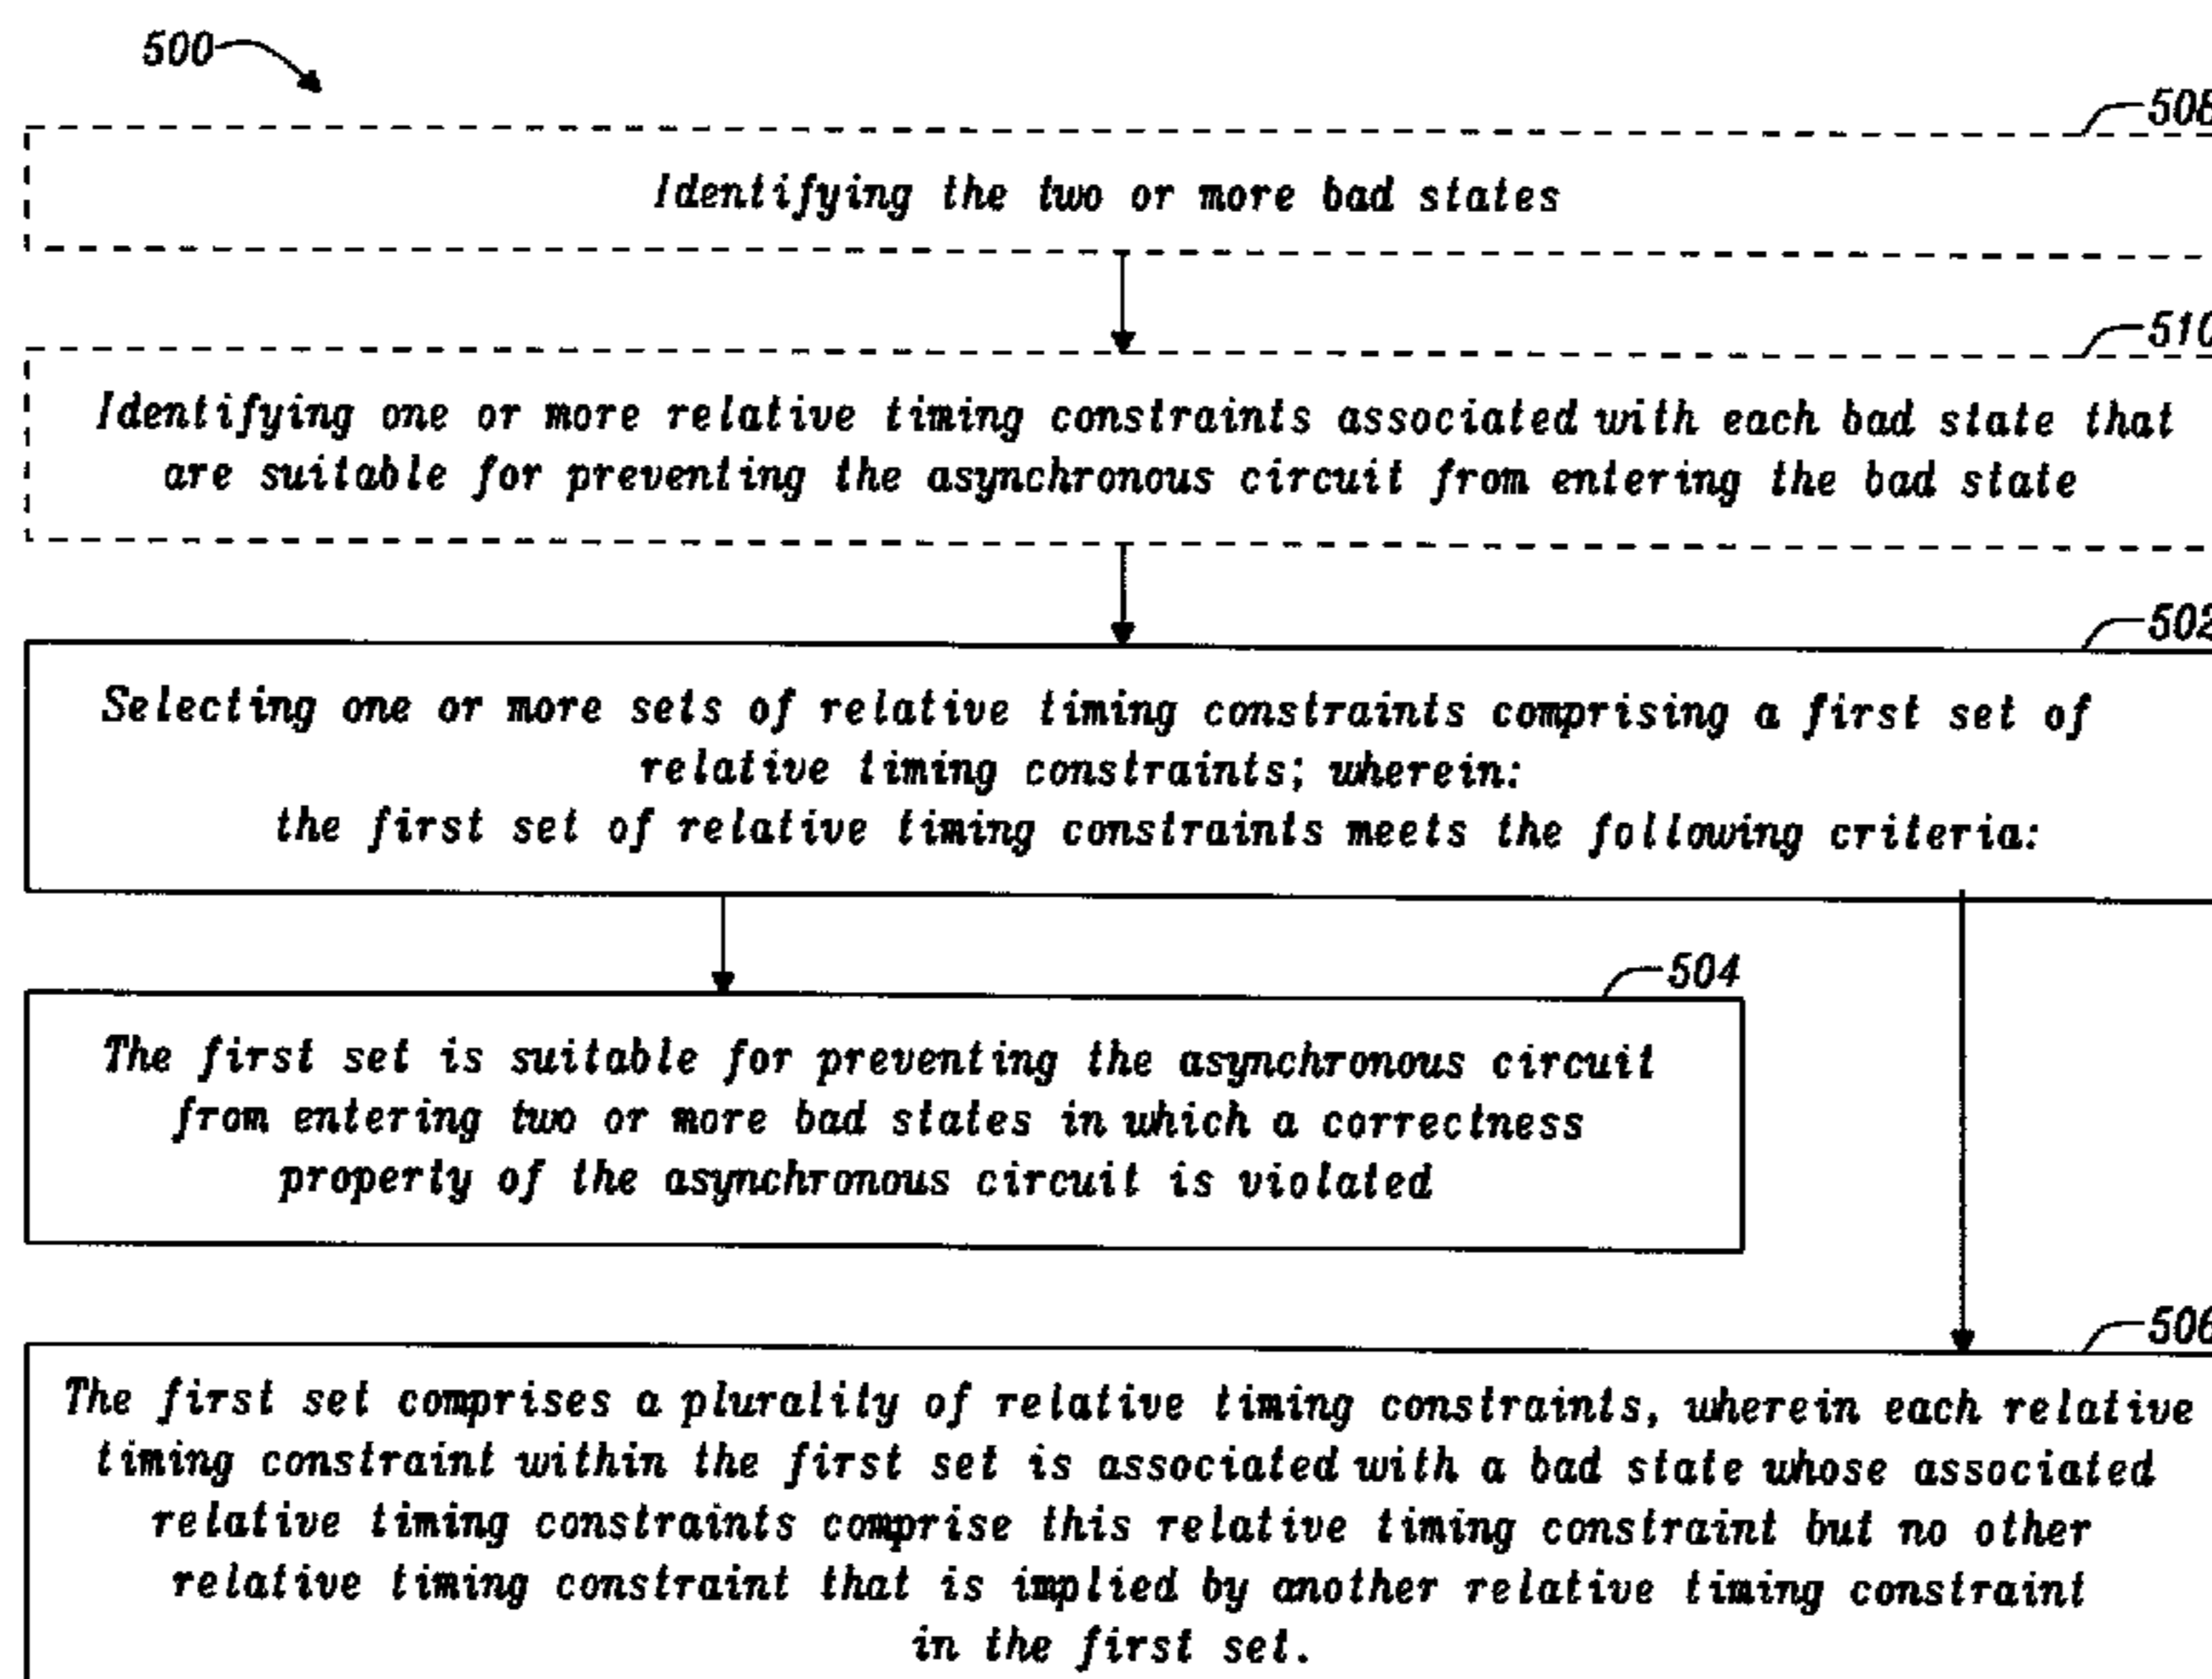 500
508
Identifying the two or more bad states
510
Identifying one or more relative timing constraints associated with each bad state that
are suitable for preventing the asynchronous circuit from entering the bad state
502
Selecting one or more sets of relative timing constraints comprising a first set of
relative timing constraints; wherein:
the first set of relative timing constraints meets the following criteria:
504
The first set is suitable for preventing the asynchronous circuit
from entering two or more bad states in which a correctness
property of the asynchronous circuit is violated
506
The first set comprises a plurality of relative timing constraints, wherein each relative
timing constraint within the first set is associated with a bad state whose associated
relative timing constraints comprise this relative timing constraint but no other
relative timing constraint that is implied by another relative timing constraint
in the first set.